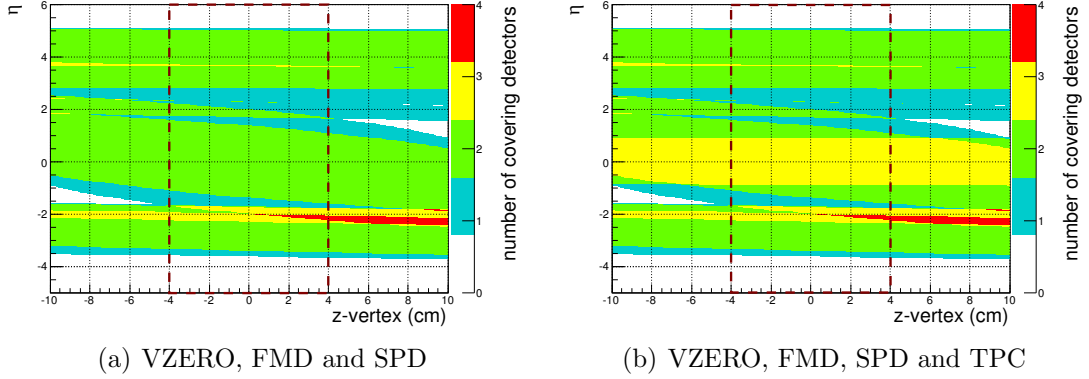 η
6
4
2
0
-2
-4
-10 -8 -6 -4 -2 0 2 4 6 8 10
z-vertex (cm)
4
3
2
1
0
number of covering detectors
(a) VZERO, FMD and SPD
η
6
4
2
0
-2
-4
-10 -8 -6 -4 -2 0 2 4 6 8 10
z-vertex (cm)
4
3
2
1
0
number of covering detectors
(b) VZERO, FMD, SPD and TPC